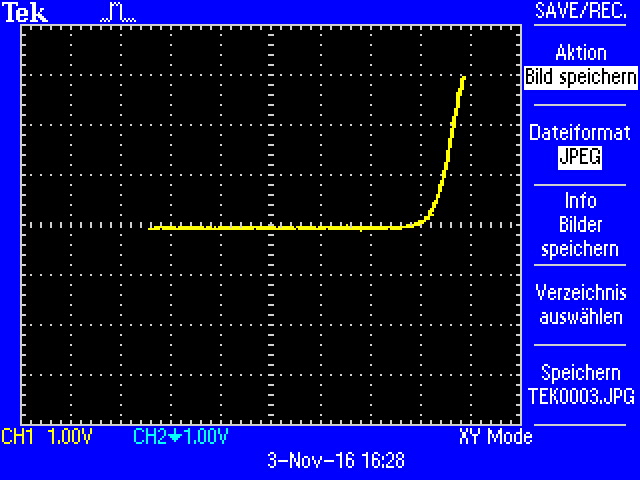 Tek
SAVE/REC.
Aktion
Bild speichern
Dateiformat
JPEG
Info
Bilder
speichern
Verzeichnis
auswählen
Speichern
TEK0003.JPG
CH1 1.00V CH2 1.00V XY Mode
3-Nov-16 16:28